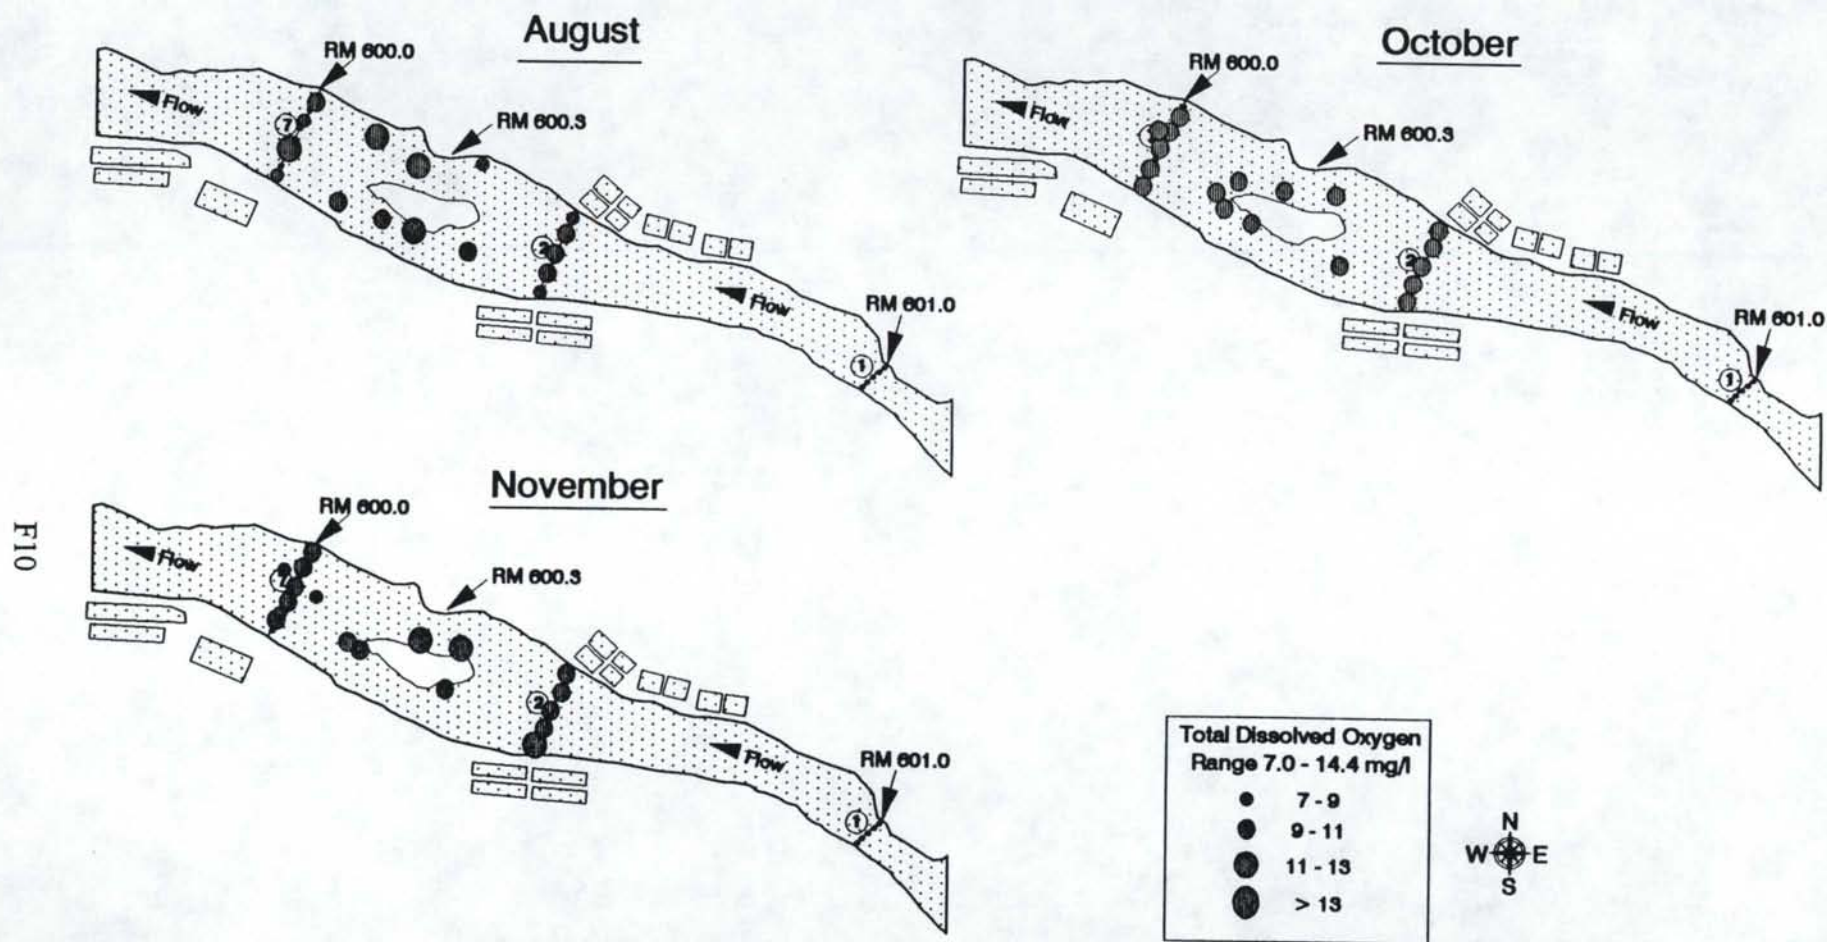 August
RM 600.0
Flow
7
RM 600.3
2
Flow
RM 601.0
1
October
RM 600.0
Flow
RM 600.3
2
Flow
RM 601.0
1
November
RM 600.0
Flow
7
RM 600.3
2
Flow
RM 601.0
1
F10
Total Dissolved Oxygen
Range 7.0 - 14.4 mg/l
7 - 9
9 - 11
11 - 13
> 13
N
W E
S